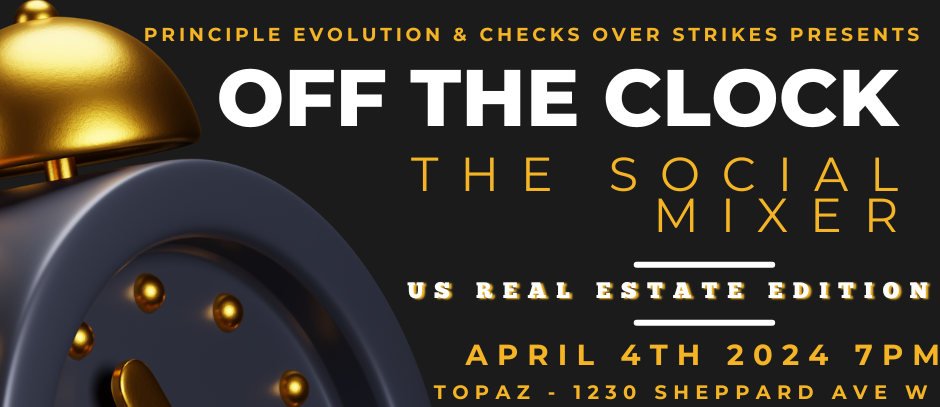 PRINCIPLE EVOLUTION & CHECKS OVER STRIKES PRESENTS
OFF THE CLOCK
THE SOCIAL
MIXER
US REAL ESTATE EDITION
APRIL 4TH 2024 7PM
TOPAZ - 1230 SHEPPARD AVE W